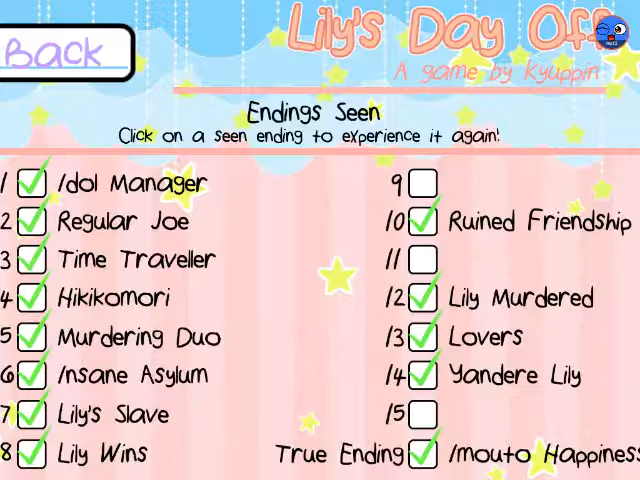 Back
Lily's Day Off
A game by Kyuppin
Endings Seen
Click on a seen ending to experience it again!
1 Idol Manager
2 Regular Joe
3 Time Traveller
4 Hikikomori
5 Murdering Duo
6 Insane Asylum
7 Lily's Slave
8 Lily Wins
9
10 Ruined Friendship
11
12 Lily Murdered
13 Lovers
14 Yandere Lily
15
True Ending Imouto Happiness